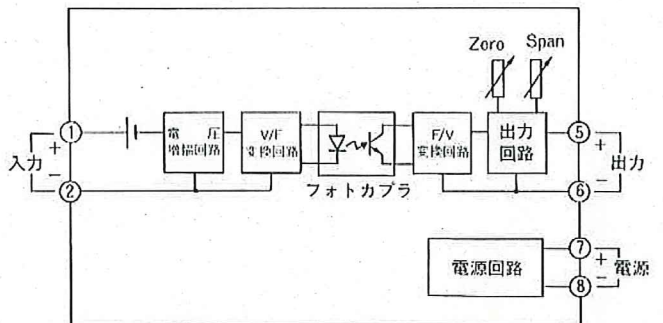 Zero Span
①
+
入力
−
②
電圧
増幅回路
V/F
変換回路
フォトカプラ
F/V
変換回路
出力
回路
⑤
+
出力
−
⑥
電源回路
⑦
+
電源
−
⑧